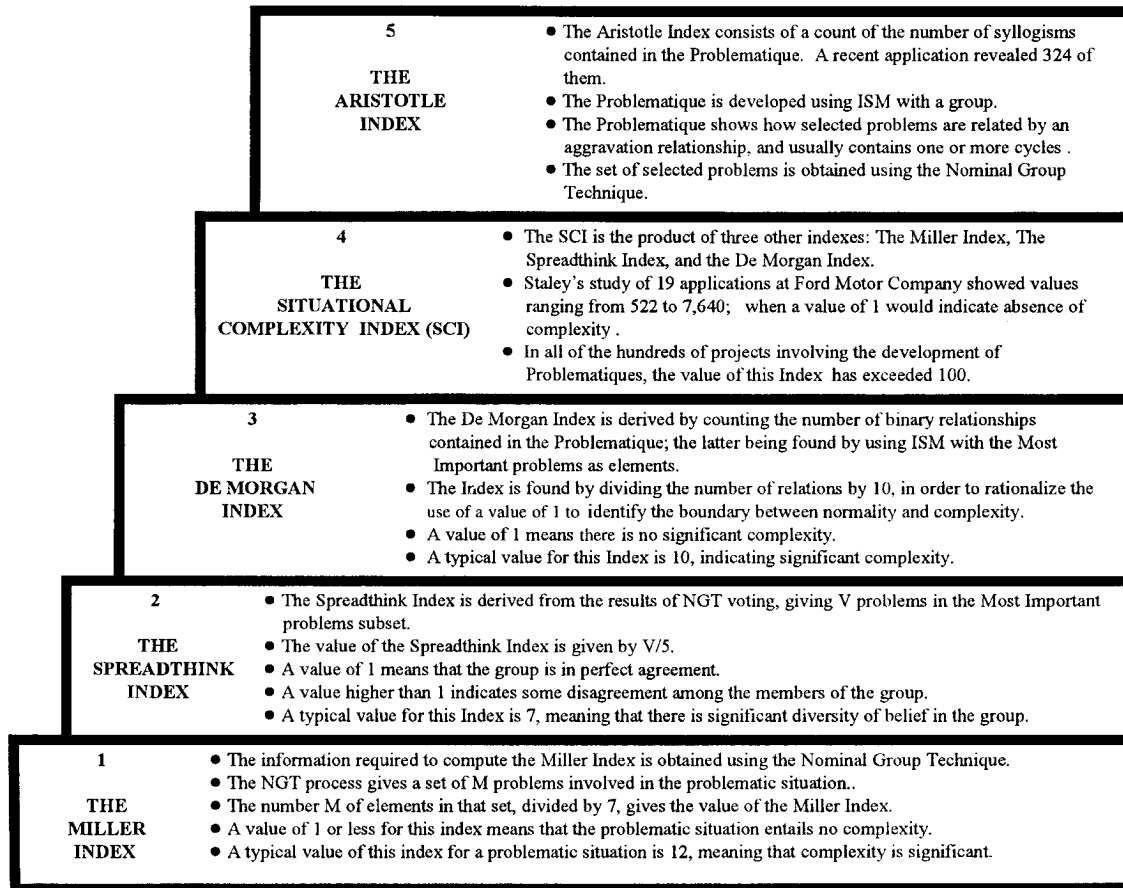 5
THE
ARISTOTLE
INDEX
● The Aristotle Index consists of a count of the number of syllogisms
contained in the Problematique. A recent application revealed 324 of
them.
● The Problematique is developed using ISM with a group.
● The Problematique shows how selected problems are related by an
aggravation relationship, and usually contains one or more cycles .
● The set of selected problems is obtained using the Nominal Group
Technique.
4
THE
SITUATIONAL
COMPLEXITY INDEX (SCI)
● The SCI is the product of three other indexes: The Miller Index, The
Spreadthink Index, and the De Morgan Index.
● Staley's study of 19 applications at Ford Motor Company showed values
ranging from 522 to 7,640; when a value of 1 would indicate absence of
complexity .
● In all of the hundreds of projects involving the development of
Problematiques, the value of this Index has exceeded 100.
3
THE
DE MORGAN
INDEX
● The De Morgan Index is derived by counting the number of binary relationships
contained in the Problematique; the latter being found by using ISM with the Most
Important problems as elements.
● The Index is found by dividing the number of relations by 10, in order to rationalize the
use of a value of 1 to identify the boundary between normality and complexity.
● A value of 1 means there is no significant complexity.
● A typical value for this Index is 10, indicating significant complexity.
2
THE
SPREADTHINK
INDEX
● The Spreadthink Index is derived from the results of NGT voting, giving V problems in the Most Important
problems subset.
● The value of the Spreadthink Index is given by V/5.
● A value of 1 means that the group is in perfect agreement.
● A value higher than 1 indicates some disagreement among the members of the group.
● A typical value for this Index is 7, meaning that there is significant diversity of belief in the group.
1
THE
MILLER
INDEX
● The information required to compute the Miller Index is obtained using the Nominal Group Technique.
● The NGT process gives a set of M problems involved in the problematic situation..
● The number M of elements in that set, divided by 7, gives the value of the Miller Index.
● A value of 1 or less for this index means that the problematic situation entails no complexity.
● A typical value of this index for a problematic situation is 12, meaning that complexity is significant.